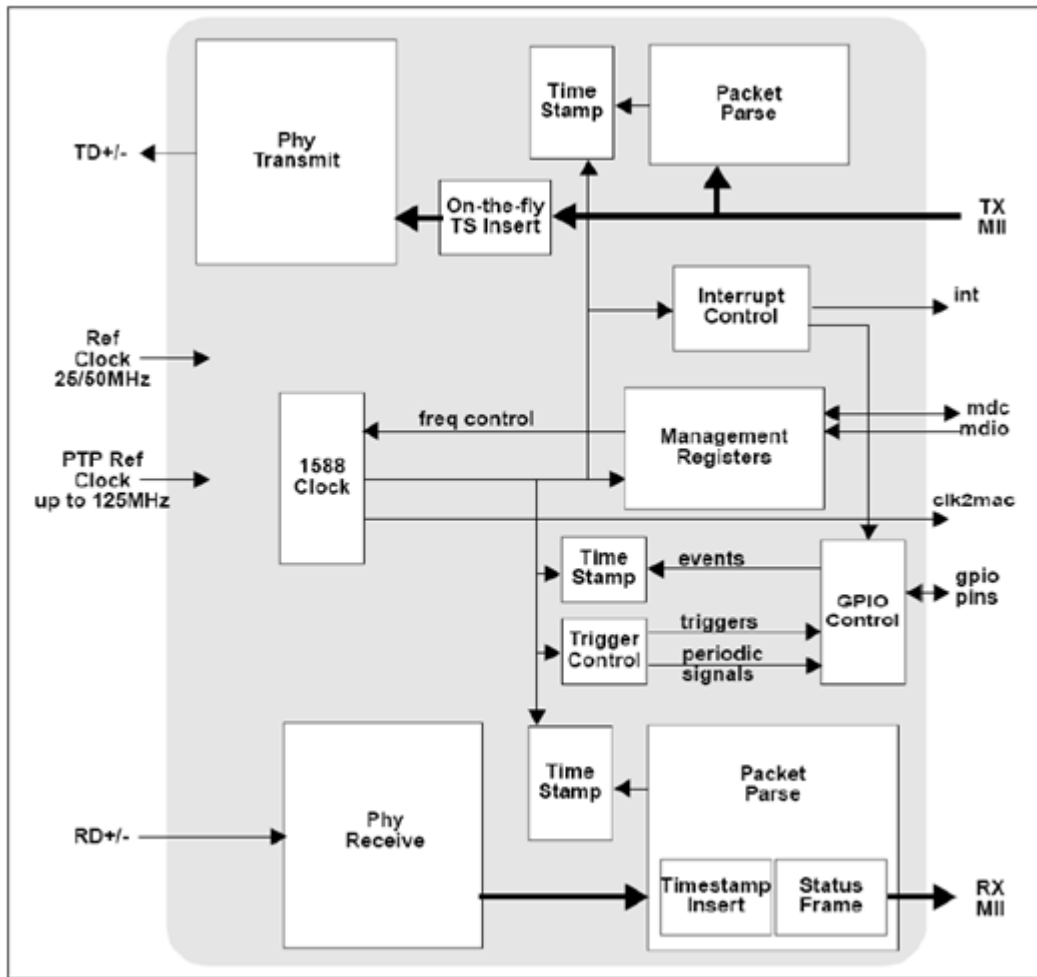 Time
Stamp
Packet
Parse
Phy
Transmit
TD+/-
On-the-fly
TS Insert
TX
MII
Interrupt
Control
int
Ref
Clock
25/50MHz
freq control
Management
Registers
mdc
mdio
PTP Ref
Clock
up to 125MHz
1588
Clock
clk2mac
Time
Stamp
events
GPIO
Control
gpio
pins
Trigger
Control
triggers
periodic
signals
Time
Stamp
Packet
Parse
RD+/-
Phy
Receive
Timestamp
Insert
Status
Frame
RX
MII